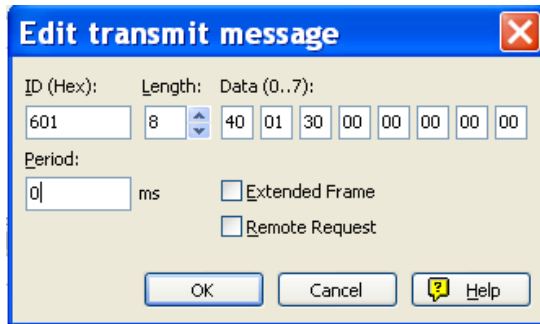 Edit transmit message
ID (Hex): Length: Data (0..7):
601 8 40 01 30 00 00 00 00 00
Period:
0 ms Extended Frame
Remote Request
OK Cancel Help